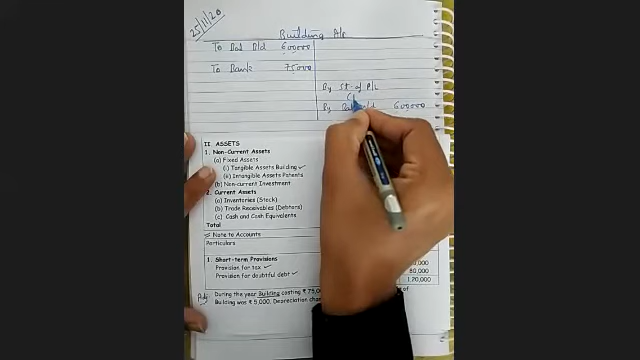 25/11/20
Building A/c
To Bal B/d 600000
To Bank 75000
By St. of P/L
(
By Bal c/d 600000
II. ASSETS
1. Non-Current Assets
(a) Fixed Assets
(i) Tangible Assets Building ✓
(ii) Intangible Assets Patents
(b) Non-current Investment
2. Current Assets
(a) Inventories (Stock)
(b) Trade Receivables (Debtors)
(c) Cash and Cash Equivalents
Total
Note to Accounts
Particulars
1. Short-term Provisions
Provision for tax ✓
Provision for doubtful debt ✓
80,000
1,20,000
Adj
During the year Building costing ₹ 75,
of
Building was ₹ 5,000. Depreciation